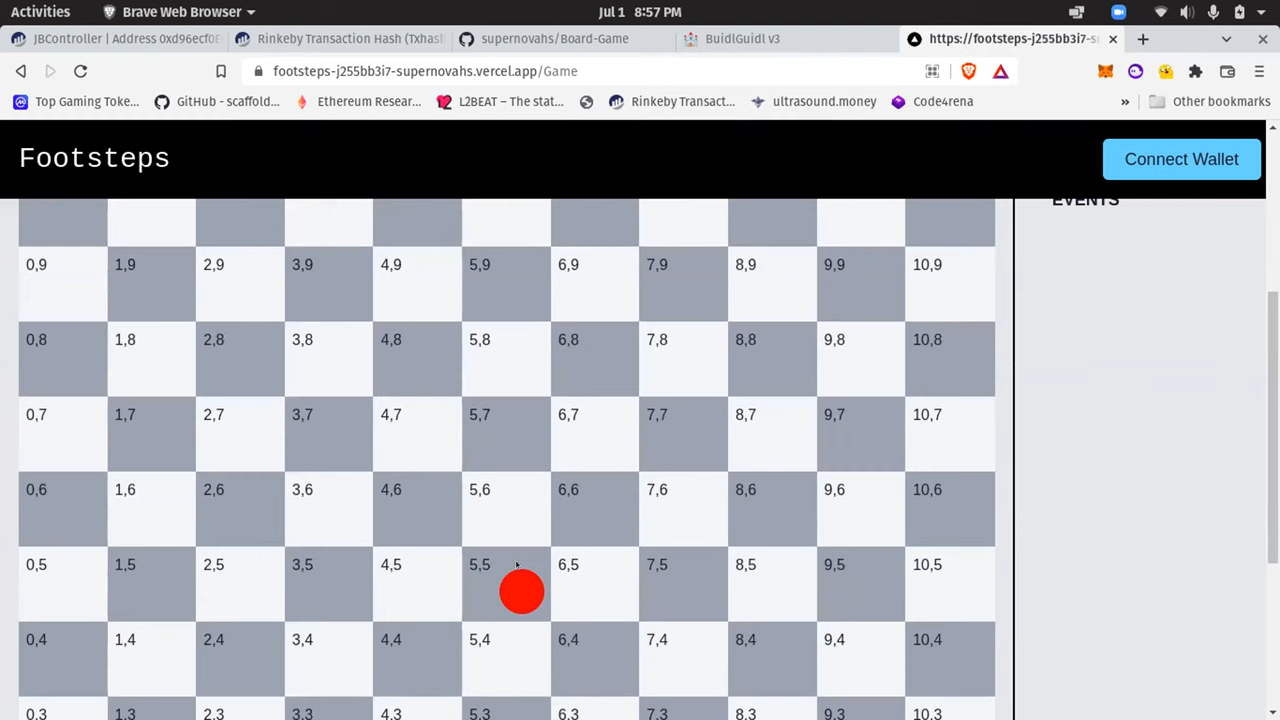 Activities Brave Web Browser Jul 1 8:57 PM
JBController | Address 0xd96ecf0E Rinkeby Transaction Hash (Txhas supernovahs/Board-Game BuidlGuidl v3 https://footsteps-j255bb3i7-s
footsteps-j255bb3i7-supernovahs.vercel.app/Game
Top Gaming Toke... GitHub - scaffold... Ethereum Resear... L2BEAT – The stat... Rinkeby Transact... ultrasound.money Code4rena » Other bookmarks
Footsteps Connect Wallet
EVENTS
0,9 1,9 2,9 3,9 4,9 5,9 6,9 7,9 8,9 9,9 10,9
0,8 1,8 2,8 3,8 4,8 5,8 6,8 7,8 8,8 9,8 10,8
0,7 1,7 2,7 3,7 4,7 5,7 6,7 7,7 8,7 9,7 10,7
0,6 1,6 2,6 3,6 4,6 5,6 6,6 7,6 8,6 9,6 10,6
0,5 1,5 2,5 3,5 4,5 5,5 6,5 7,5 8,5 9,5 10,5
0,4 1,4 2,4 3,4 4,4 5,4 6,4 7,4 8,4 9,4 10,4
0,3 1,3 2,3 3,3 4,3 5,3 6,3 7,3 8,3 9,3 10,3